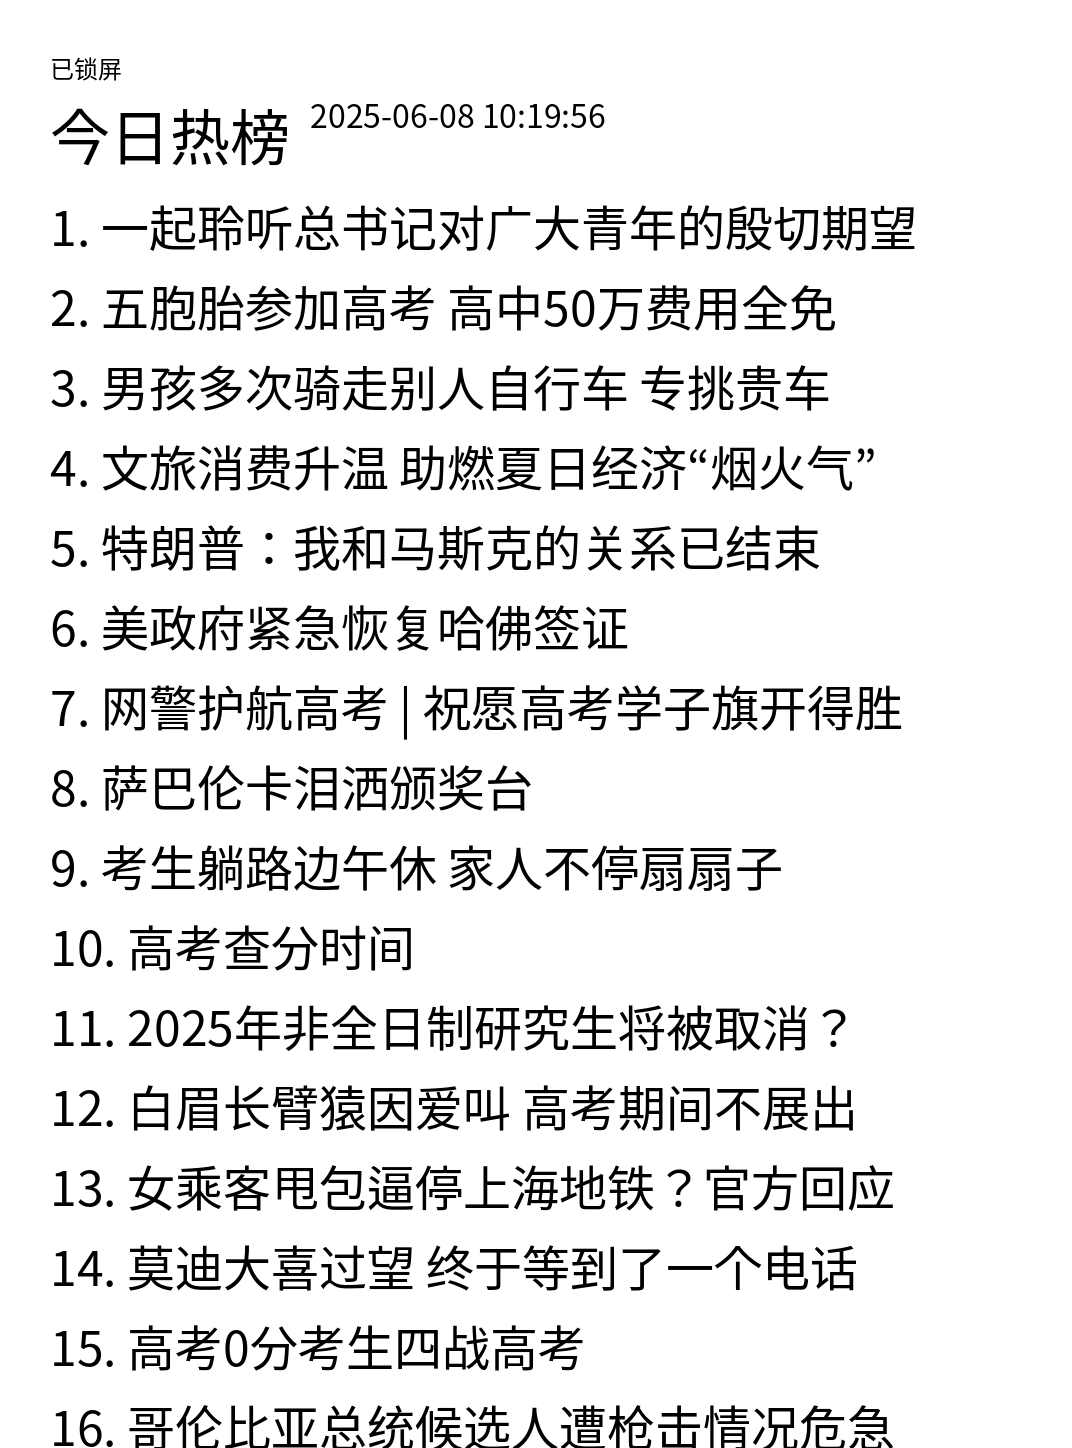 已锁屏
今日热榜 2025-06-08 10:19:56
1. 一起聆听总书记对广大青年的殷切期望
2. 五胞胎参加高考 高中50万费用全免
3. 男孩多次骑走别人自行车 专挑贵车
4. 文旅消费升温 助燃夏日经济“烟火气”
5. 特朗普：我和马斯克的关系已结束
6. 美政府紧急恢复哈佛签证
7. 网警护航高考 | 祝愿高考学子旗开得胜
8. 萨巴伦卡泪洒颁奖台
9. 考生躺路边午休 家人不停扇扇子
10. 高考查分时间
11. 2025年非全日制研究生将被取消？
12. 白眉长臂猿因爱叫 高考期间不展出
13. 女乘客甩包逼停上海地铁？官方回应
14. 莫迪大喜过望 终于等到了一个电话
15. 高考0分考生四战高考
16. 哥伦比亚总统候选人遭枪击情况危急